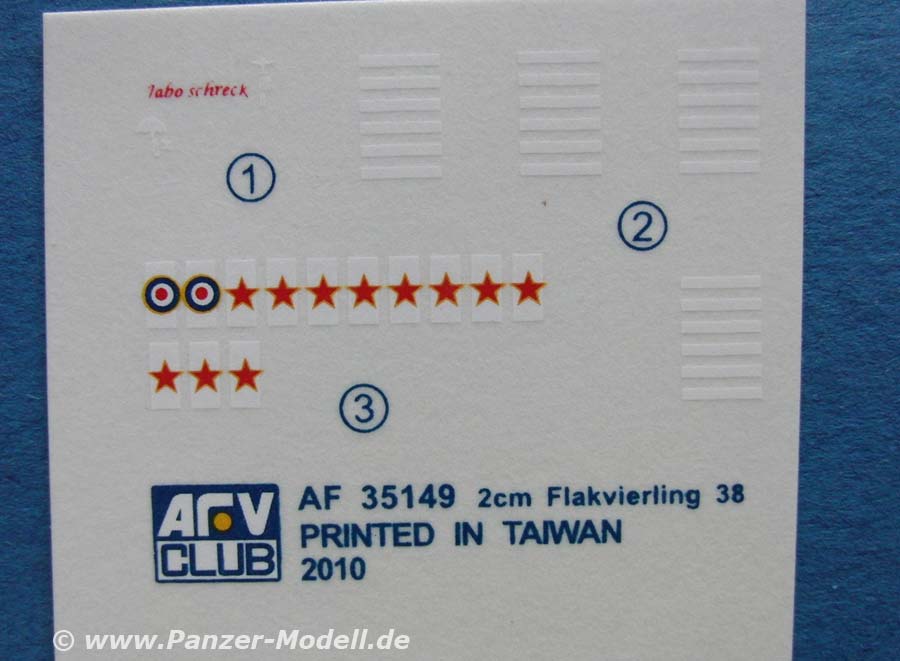 Jabo schreck
1
2
3
AFV
CLUB
AF 35149 2cm Flakvierling 38
PRINTED IN TAIWAN
2010
© www.Panzer-Modell.de